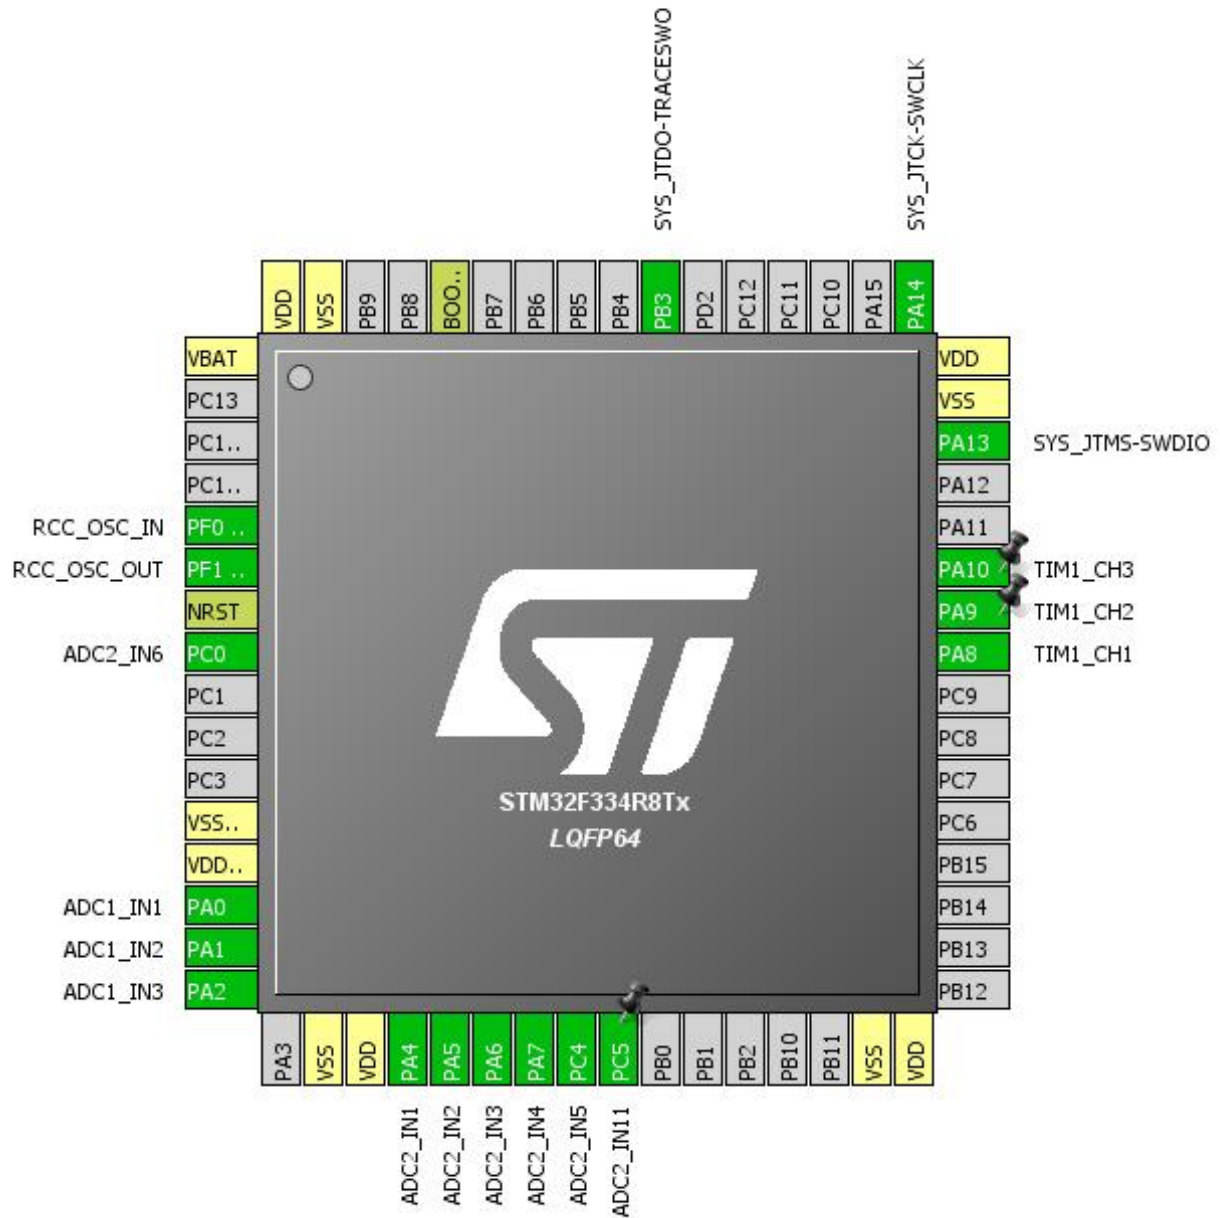 SYS_JTDO-TRACESWO
SYS_JTCK-SWCLK
VDD
VSS
PB9
PB8
BOO..
PB7
PB6
PB5
PB4
PB3
PD2
PC12
PC11
PC10
PA15
PA14
VBAT
PC13
PC1..
PC1..
RCC_OSC_IN PF0 ..
RCC_OSC_OUT PF1 ..
NRST
ADC2_IN6 PC0
PC1
PC2
PC3
VSS..
VDD..
ADC1_IN1 PA0
ADC1_IN2 PA1
ADC1_IN3 PA2
ST
STM32F334R8Tx
LQFP64
VDD
VSS
PA13 SYS_JTMS-SWDIO
PA12
PA11
PA10 TIM1_CH3
PA9 TIM1_CH2
PA8 TIM1_CH1
PC9
PC8
PC7
PC6
PB15
PB14
PB13
PB12
PA3
VSS
VDD
PA4
PA5
PA6
PA7
PC4
PC5
PB0
PB1
PB2
PB10
PB11
VSS
VDD
ADC2_IN1
ADC2_IN2
ADC2_IN3
ADC2_IN4
ADC2_IN5
ADC2_IN11